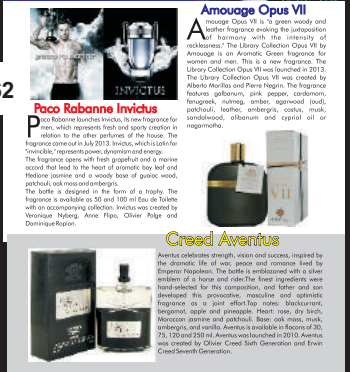 52
INVICTUS
Paco Rabanne Invictus
Paco Rabanne launches Invictus, its new fragrance for
men, which represents fresh and sporty creation in
relation to the other perfumes of the house. The
fragrance came out in July 2013. Invictus, which is Latin for
"invincible," represents power, dynamism and energy.
The fragrance opens with fresh grapefruit and a marine
accord that lead to the heart of aromatic bay leaf and
Hedione jasmine and a woody base of guaiac wood,
patchouli, oak moss and ambergris.
The bottle is designed in the form of a trophy. The
fragrance is available as 50 and 100 ml Eau de Toilette
with an accompanying collection. Invictus was created by
Veronique Nyberg, Anne Flipo, Olivier Polge and
Dominique Ropion.
Amouage Opus VII
Amouage Opus VII is "a green woody and
leather fragrance evoking the juxtaposition
of harmony with the intensity of
recklessness." The Library Collection Opus VII by
Amouage is an Aromatic Green fragrance for
women and men. This is a new fragrance. The
Library Collection Opus VII was launched in 2013.
The Library Collection Opus VII was created by
Alberto Morillas and Pierre Negrin. The fragrance
features galbanum, pink pepper, cardamom,
fenugreek, nutmeg, amber, agarwood (oud),
patchouli, leather, ambergris, costus, musk,
sandalwood, olibanum and cypriol oil or
nagarmotha.
VII
Creed Aventus
Aventus celebrates strength, vision and success, inspired by
the dramatic life of war, peace and romance lived by
Emperor Napoleon. The bottle is emblazoned with a silver
emblem of a horse and rider.The finest ingredients were
hand-selected for this composition, and father and son
developed this provocative, masculine and optimistic
fragrance as a joint effort.Top notes: blackcurrant,
bergamot, apple and pineapple. Heart: rose, dry birch,
Moroccan jasmine and patchouli. Base: oak moss, musk,
ambergris, and vanilla. Aventus is available in flacons of 30,
75, 120 and 250 ml. Aventus was launched in 2010. Aventus
was created by Olivier Creed Sixth Generation and Erwin
Creed Seventh Generation.